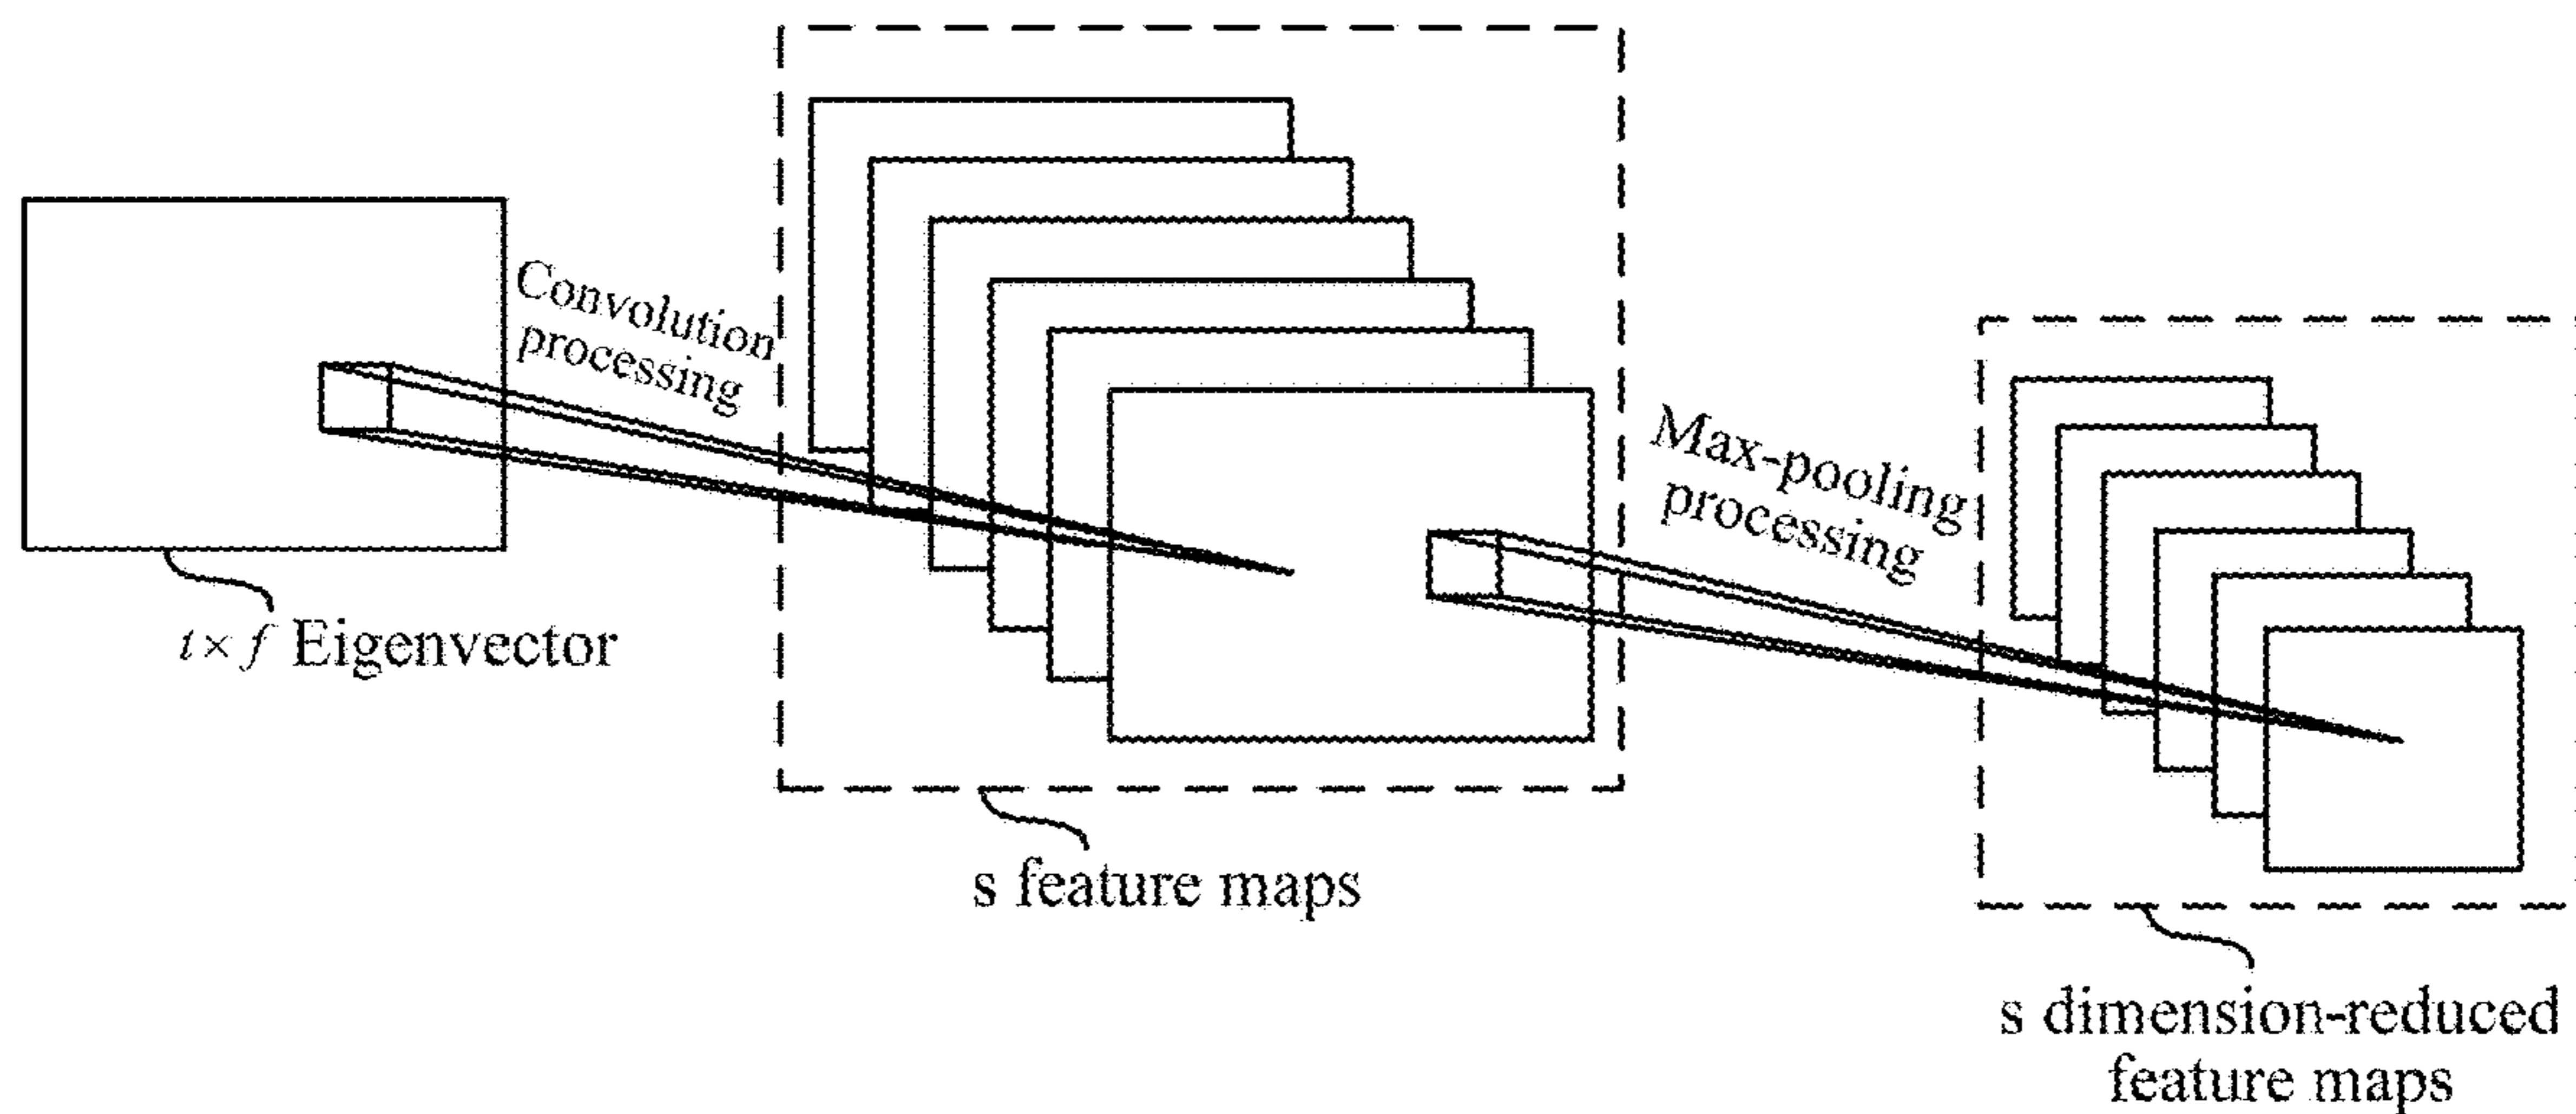 Convolution
processing
t × f Eigenvector
s feature maps
Max-pooling
processing
s dimension-reduced
feature maps